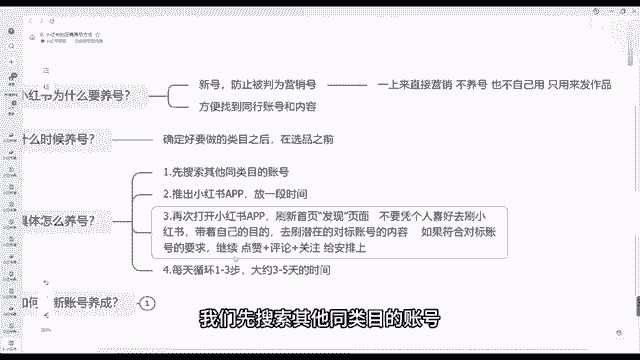 小红书的正确养号方法
小红书为什么要养号?
新号,防止被判为营销号
一上来直接营销 不养号 也不自己用 只用来发作品
方便找到同行账号和内容
什么时候养号?
确定好要做的类目之后,在选品之前
具体怎么养号?
1.先搜索其他同类目的账号
2.推出小红书APP,放一段时间
3.再次打开小红书APP,刷新首页“发现”页面 不要凭个人喜好去刷小
红书,带着自己的目的,去刷潜在的对标账号的内容 如果符合对标账
号的要求,继续 点赞+评论+关注 给安排上
4.每天循环1-3步,大约3-5天的时间
如何 新账号养成?
1
我们先搜索其他同类目的账号